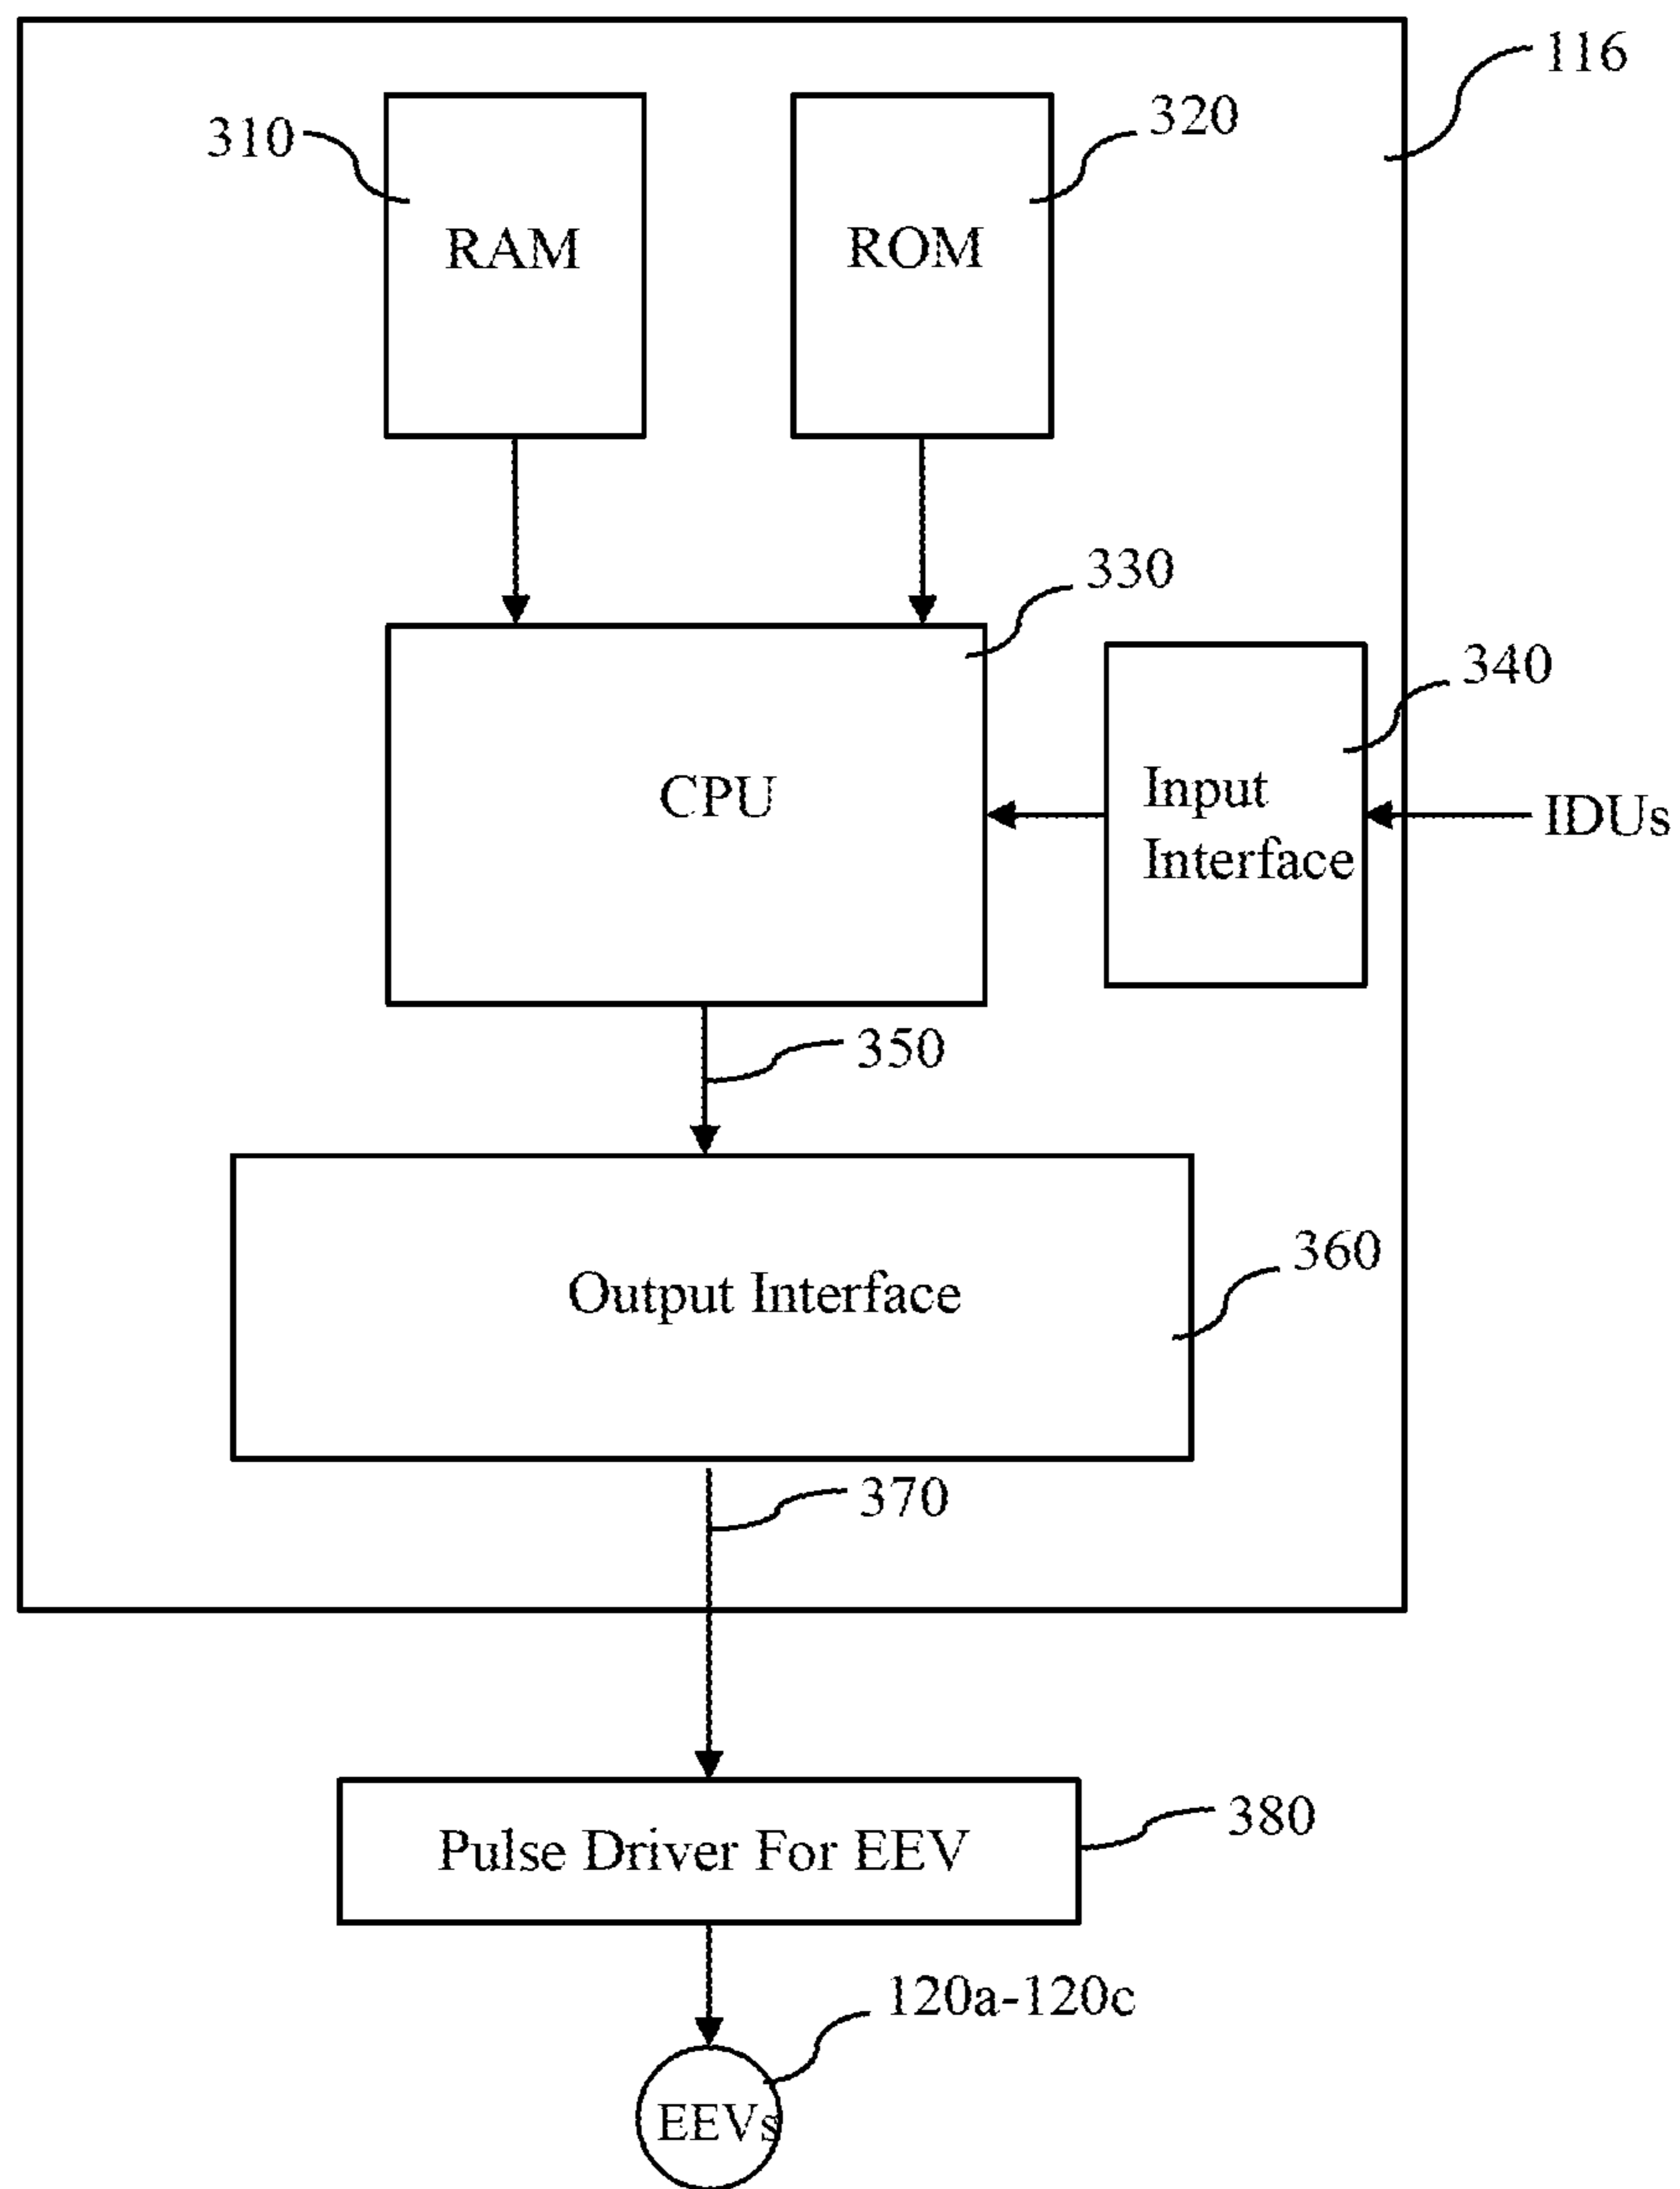 116
310
320
RAM
ROM
330
340
CPU
Input
Interface
IDUs
350
360
Output Interface
370
380
Pulse Driver For EEV
120a-120c
EEVs